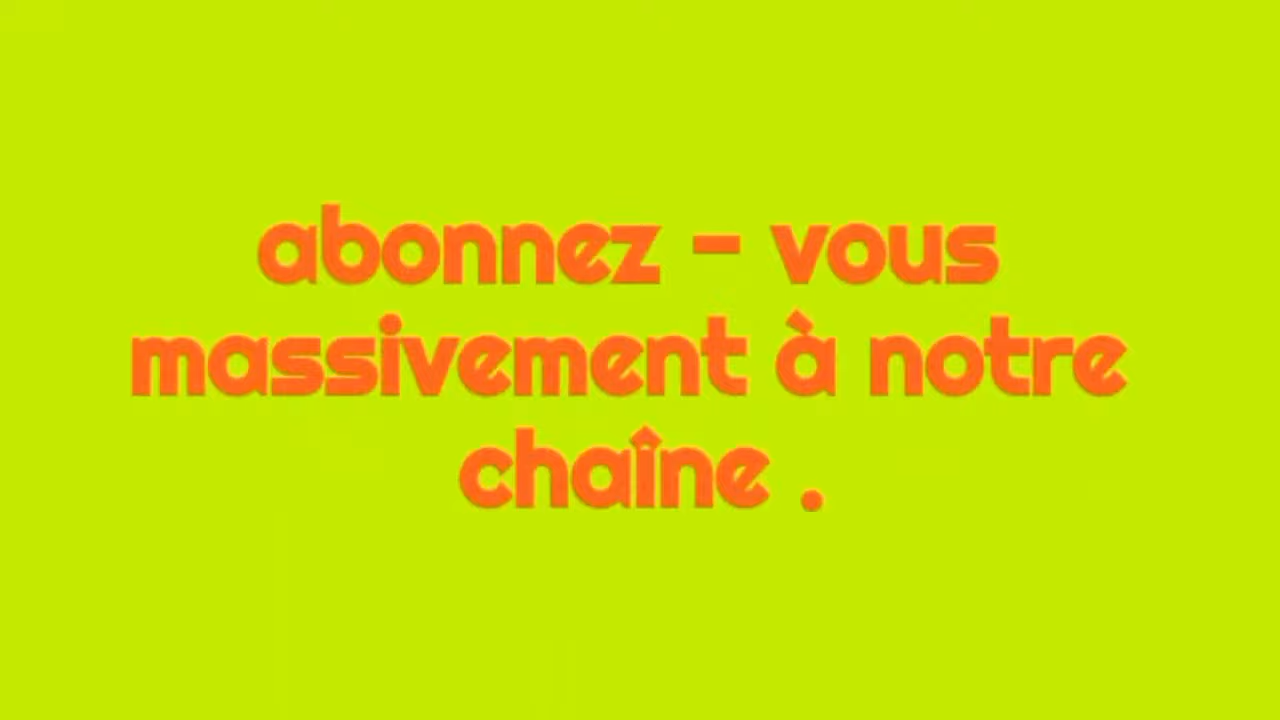 abonnez - vous
massivement à notre
chaîne .